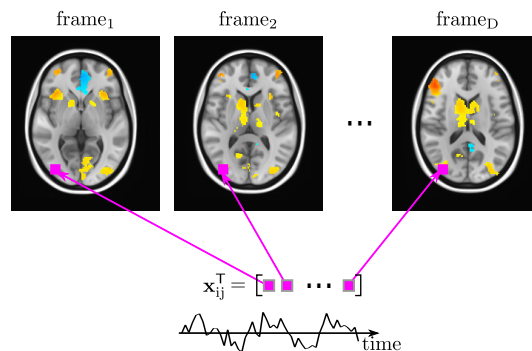 frame₁ frame₂ frame_D
...
x_ij^T = [ ... ]
time